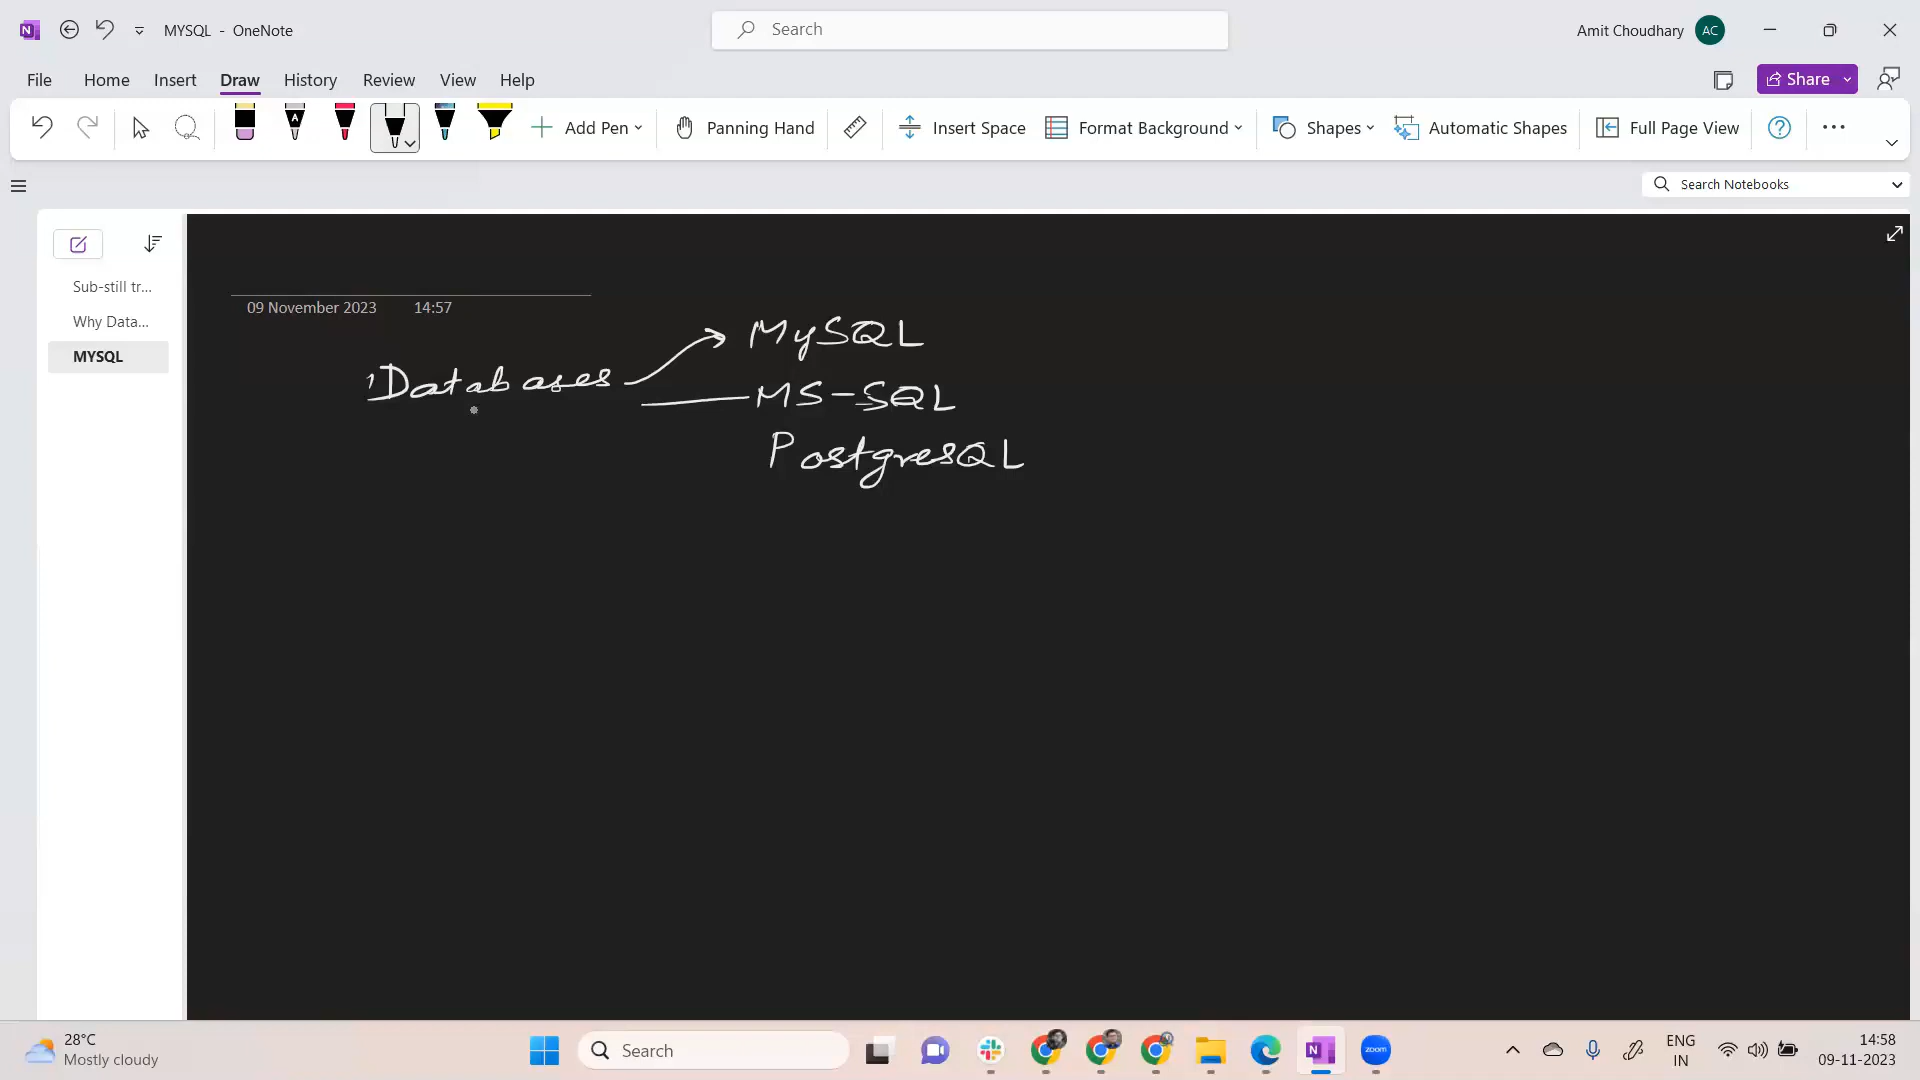 MYSQL - OneNote
Search
Amit Choudhary AC
File Home Insert Draw History Review View Help
Share
A
Add Pen
Panning Hand
Insert Space
Format Background
Shapes
Automatic Shapes
Full Page View
Search Notebooks
Sub-still tr...
Why Data...
MYSQL
09 November 2023 14:57
MySQL
Databases
MS-SQL
PostgresQL
28°C
Mostly cloudy
Search
zoom
ENG
IN
14:58
09-11-2023